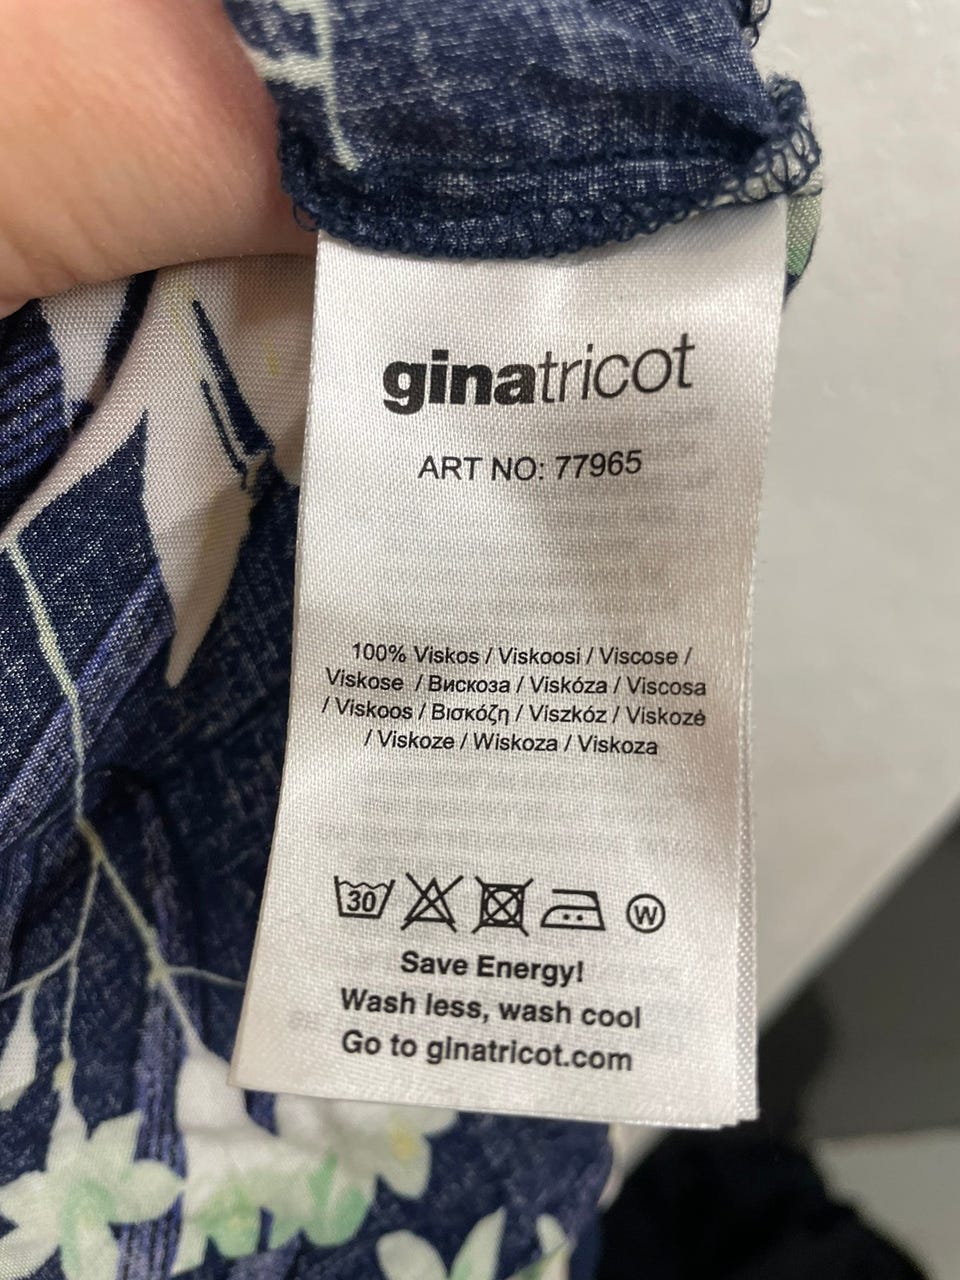 ginatricot
ART NO: 77965
100% Viskos / Viskoosi / Viscose /
Viskose / Вискоза / Viskóza / Viscosa
/ Viskoos / Βισκόζη / Viszkóz / Viskozė
/ Viskoze / Wiskoza / Viskoza
30
W
Save Energy!
Wash less, wash cool
Go to ginatricot.com